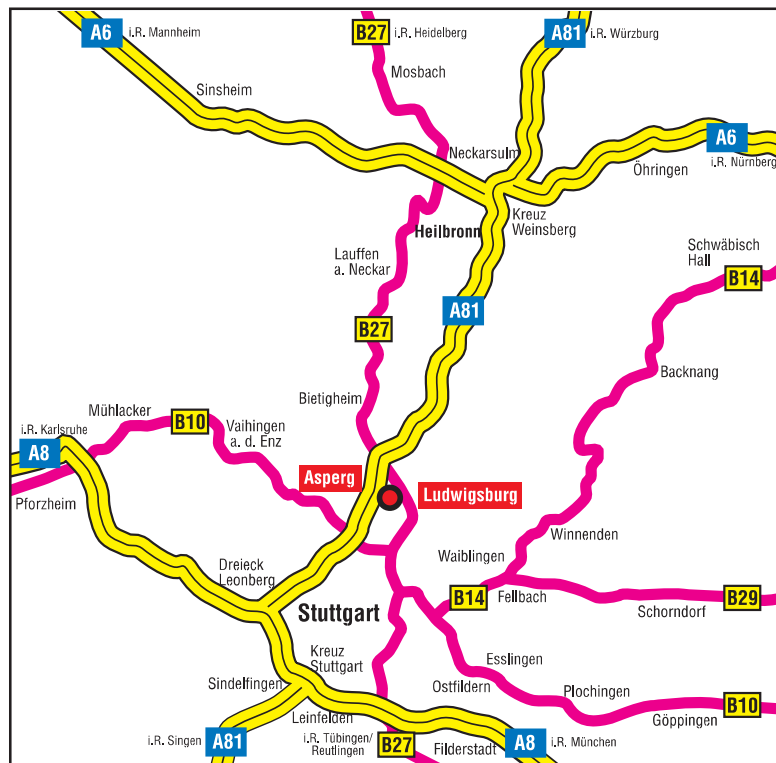 A6
i.R. Mannheim
B27
i.R. Heidelberg
A81
i.R. Würzburg
Mosbach
Sinsheim
Neckarsulm
A6
i.R. Nürnberg
Öhringen
Kreuz
Weinsberg
Heilbronn
Lauffen
a. Neckar
Schwäbisch
Hall
B14
A81
B27
Backnang
Bietigheim
Mühlacker
B10
Vaihingen
a. d. Enz
i.R. Karlsruhe
A8
Pforzheim
Asperg
Ludwigsburg
Winnenden
Waiblingen
Dreieck
Leonberg
B14
Fellbach
Schorndorf
B29
Stuttgart
Kreuz
Stuttgart
Esslingen
Sindelfingen
Ostfildern
Plochingen
B10
Göppingen
Leinfelden
i.R. Singen
A81
i.R. Tübingen/
Reutlingen
B27
Filderstadt
A8
i.R. München